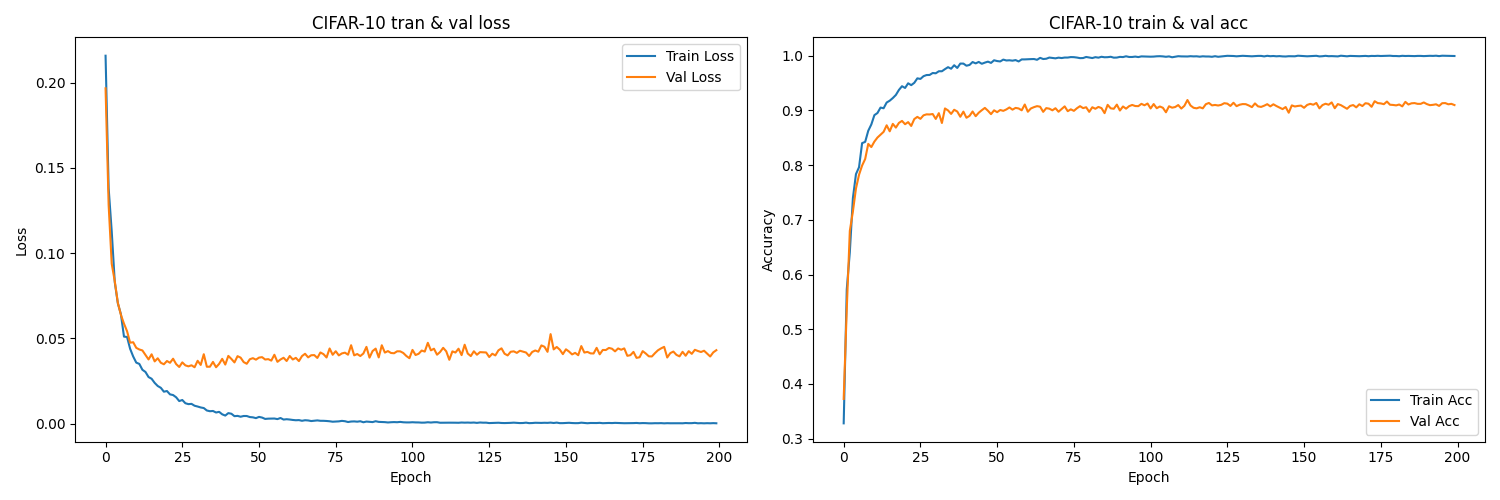 CIFAR-10 tran & val loss
0.20
0.15
0.10
0.05
0.00
Loss
Train Loss
Val Loss
0 25 50 75 100 125 150 175 200
Epoch
CIFAR-10 train & val acc
1.0
0.9
0.8
0.7
0.6
0.5
0.4
0.3
Accuracy
Train Acc
Val Acc
0 25 50 75 100 125 150 175 200
Epoch